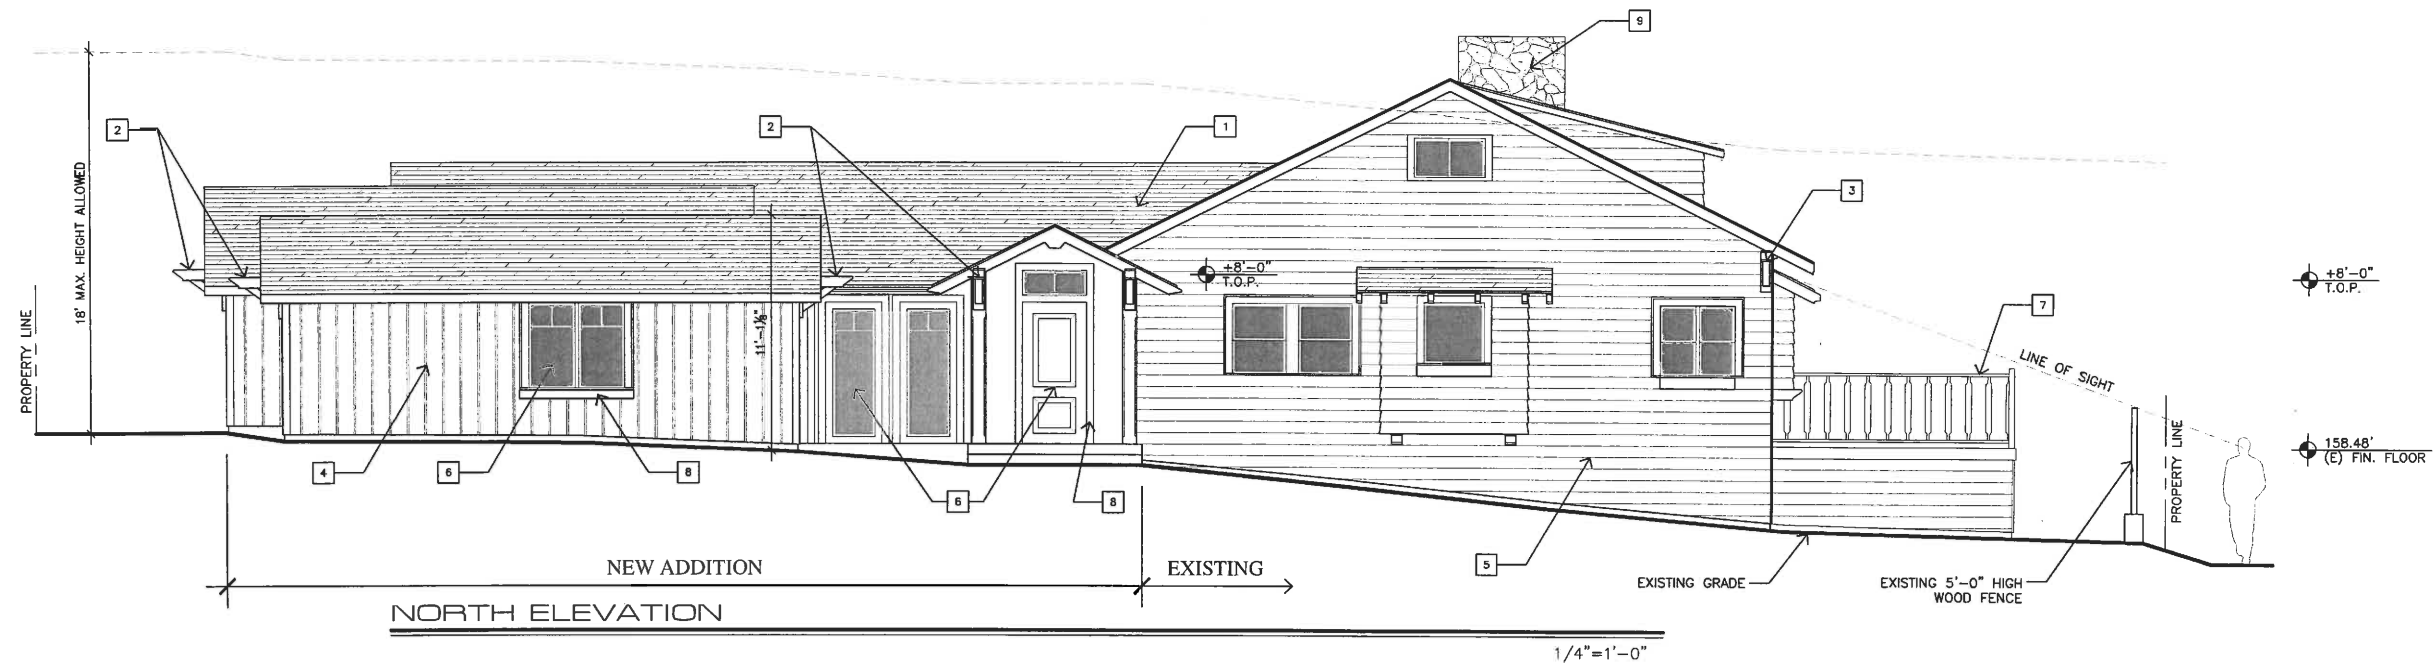 9
2
2
1
3
18' MAX. HEIGHT ALLOWED
+8'-0"
T.O.P.
+8'-0"
T.O.P.
7
PROPERTY LINE
11'-1⅛"
LINE OF SIGHT
4
6
8
6
8
5
PROPERTY LINE
158.48'
(E) FIN. FLOOR
NEW ADDITION
EXISTING
EXISTING GRADE
EXISTING 5'-0" HIGH
WOOD FENCE
NORTH ELEVATION
1/4"=1'-0"